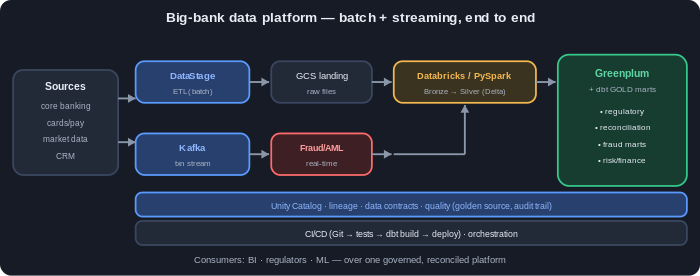 Big-bank data platform — batch + streaming, end to end
Sources
core banking
cards/pay
market data
CRM
DataStage
ETL (batch)
GCS landing
raw files
Databricks / PySpark
Bronze → Silver (Delta)
Greenplum
+ dbt GOLD marts
• regulatory
• reconciliation
• fraud marts
• risk/finance
Kafka
txn stream
Fraud/AML
real-time
Unity Catalog · lineage · data contracts · quality (golden source, audit trail)
CI/CD (Git → tests → dbt build → deploy) · orchestration
Consumers: BI · regulators · ML — over one governed, reconciled platform